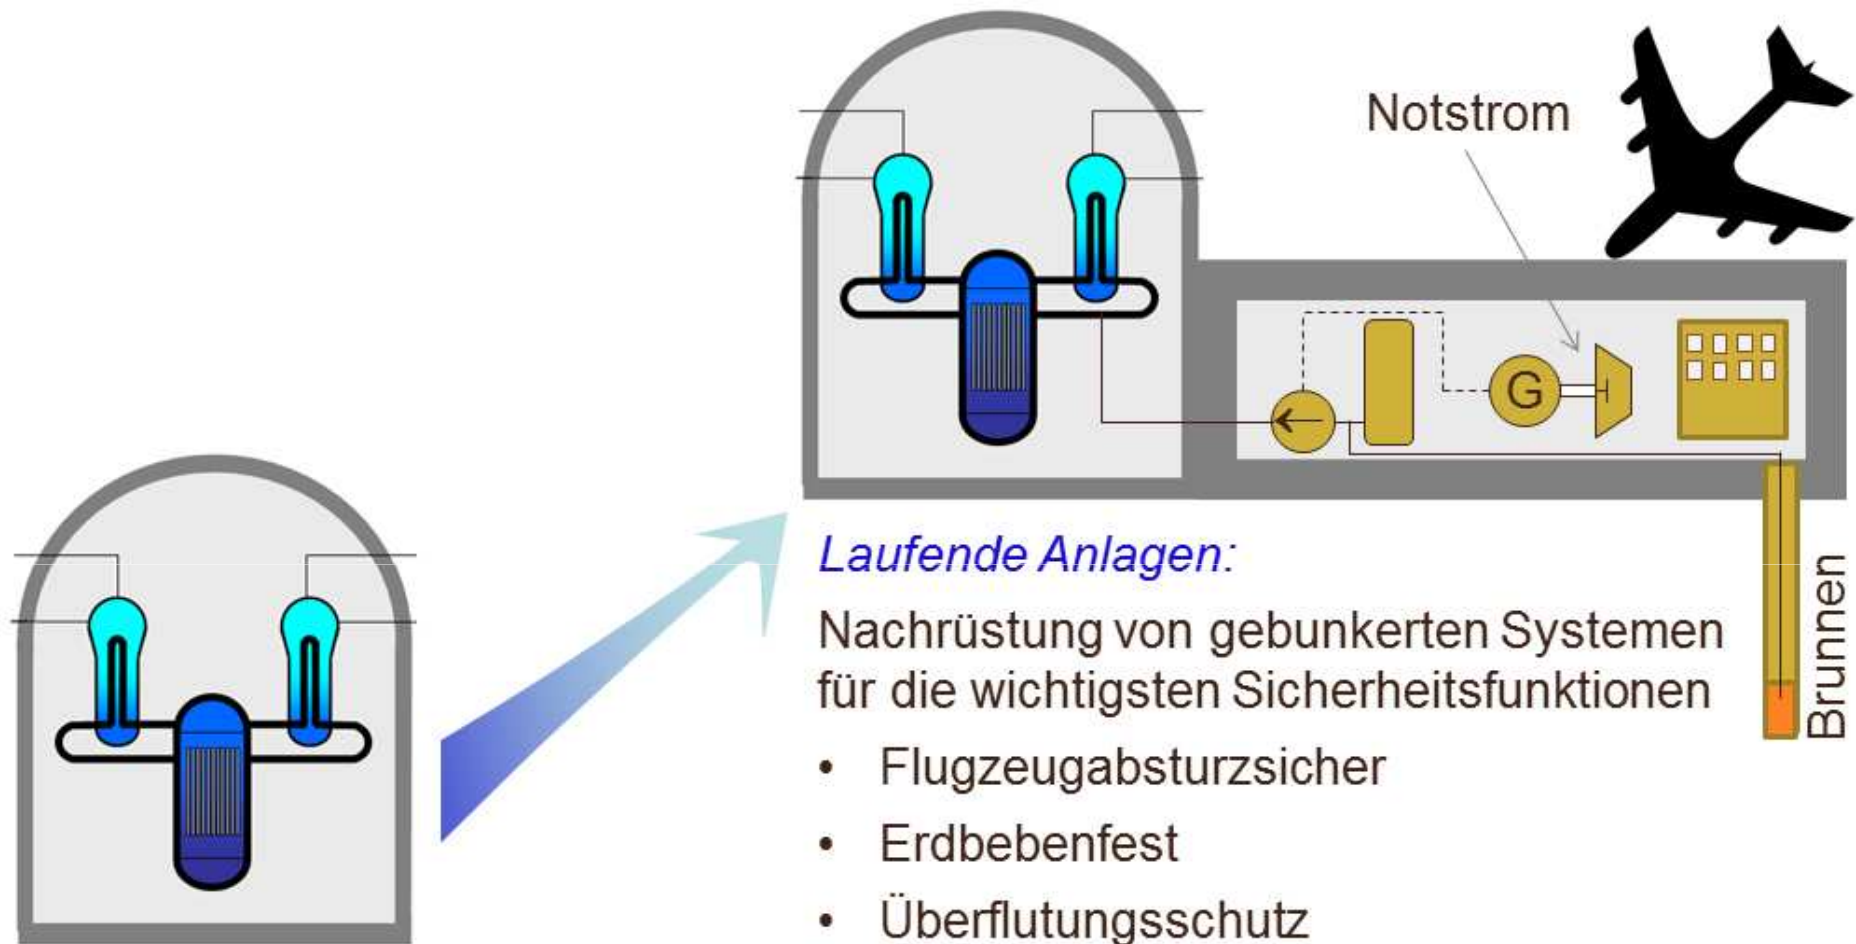 Notstrom
G
Laufende Anlagen:
Nachrüstung von gebunkerten Systemen
für die wichtigsten Sicherheitsfunktionen
• Flugzeugabsturzsicher
• Erdbebenfest
• Überflutungsschutz
Brunnen